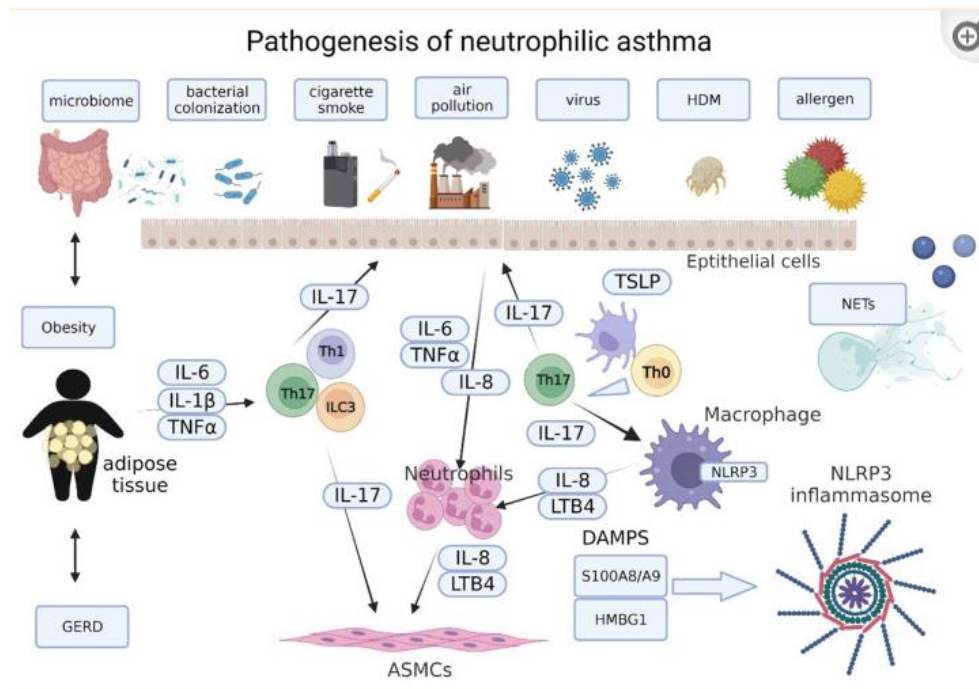 Pathogenesis of neutrophilic asthma
microbiome
bacterial
colonization
cigarette
smoke
air
pollution
virus
HDM
allergen
Eptithelial cells
TSLP
NETs
IL-17
IL-17
Obesity
IL-6
TNFα
IL-8
Th1
Th17
ILC3
Th17
Th0
IL-6
IL-1β
TNFα
Macrophage
IL-17
adipose
tissue
Neutrophils
NLRP3
NLRP3
inflammasome
IL-17
IL-8
LTB4
DAMPS
IL-8
LTB4
S100A8/A9
HMBG1
GERD
ASMCs